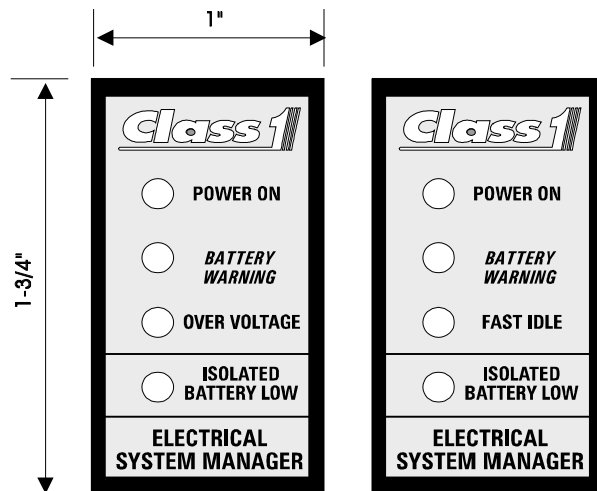 1"
1-3/4"
Class 1
POWER ON
BATTERY
WARNING
OVER VOLTAGE
ISOLATED
BATTERY LOW
ELECTRICAL
SYSTEM MANAGER
Class 1
POWER ON
BATTERY
WARNING
FAST IDLE
ISOLATED
BATTERY LOW
ELECTRICAL
SYSTEM MANAGER